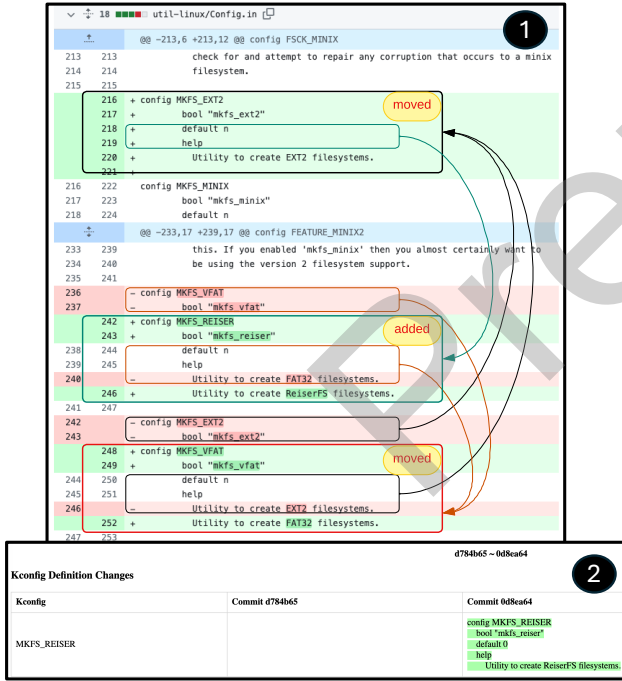 18 util-linux/Config.in
1
@@ -213,6 +213,12 @@ config FSCK_MINIX
213 213 check for and attempt to repair any corruption that occurs to a minix
214 214 filesystem.
215 215
216 + config MKFS_EXT2
moved
217 + bool "mkfs_ext2"
218 + default n
219 + help
220 + Utility to create EXT2 filesystems.
221 +
216 222 config MKFS_MINIX
217 223 bool "mkfs_minix"
218 224 default n
@@ -233,17 +239,17 @@ config FEATURE_MINIX2
233 239 this. If you enabled 'mkfs_minix' then you almost certainly want to
234 240 be using the version 2 filesystem support.
235 241
236 - config MKFS_VFAT
237 - bool "mkfs_vfat"
242 + config MKFS_REISER
added
243 + bool "mkfs_reiser"
238 244 default n
239 245 help
240 - Utility to create FAT32 filesystems.
246 + Utility to create ReiserFS filesystems.
241 247
242 - config MKFS_EXT2
243 - bool "mkfs_ext2"
248 + config MKFS_VFAT
moved
249 + bool "mkfs_vfat"
244 250 default n
245 251 help
246 - Utility to create EXT2 filesystems.
252 + Utility to create FAT32 filesystems.
247 253
d784b65 ~ 0d8ea64
2
Kconfig Definition Changes
Kconfig Commit d784b65 Commit 0d8ea64
config MKFS_REISER
bool "mkfs_reiser"
MKFS_REISER
default 0
help
Utility to create ReiserFS filesystems.
Pre